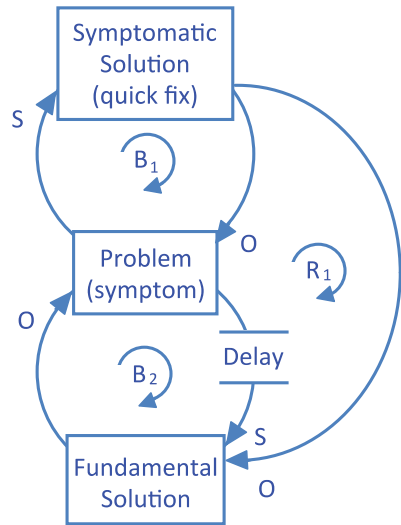 Symptomatic
Solution
(quick fix)
S
B₁
O
Problem
(symptom)
R₁
O
Delay
B₂
S
Fundamental
Solution
O